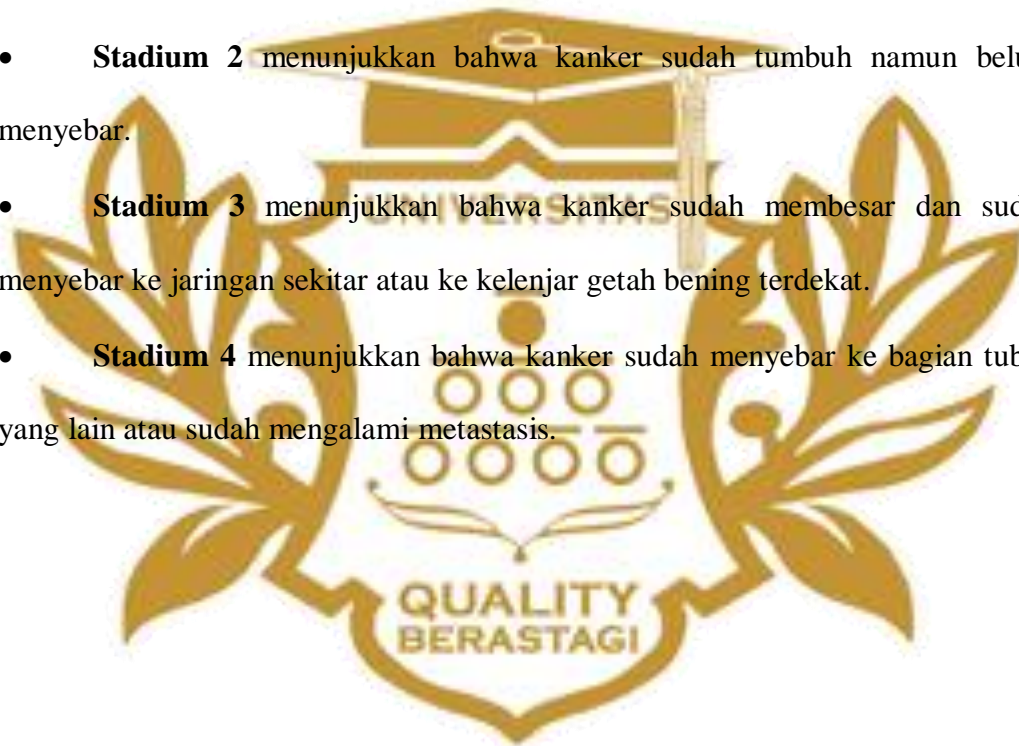 • Stadium 2 menunjukkan bahwa kanker sudah tumbuh namun
menyebar.
UNIVERSITAS
• Stadium 3 menunjukkan bahwa kanker sudah membesar dan
menyebar ke jaringan sekitar atau ke kelenjar getah bening terdekat.
• Stadium 4 menunjukkan bahwa kanker sudah menyebar ke bagian
yang lain atau sudah mengalami metastasis.
QUALITY
BERASTAGI